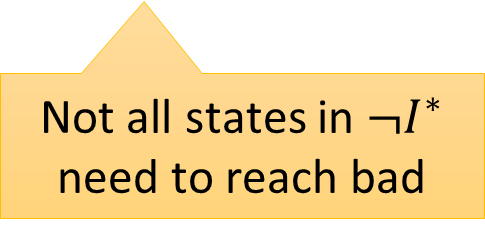 Not all states in ¬I*
need to reach bad